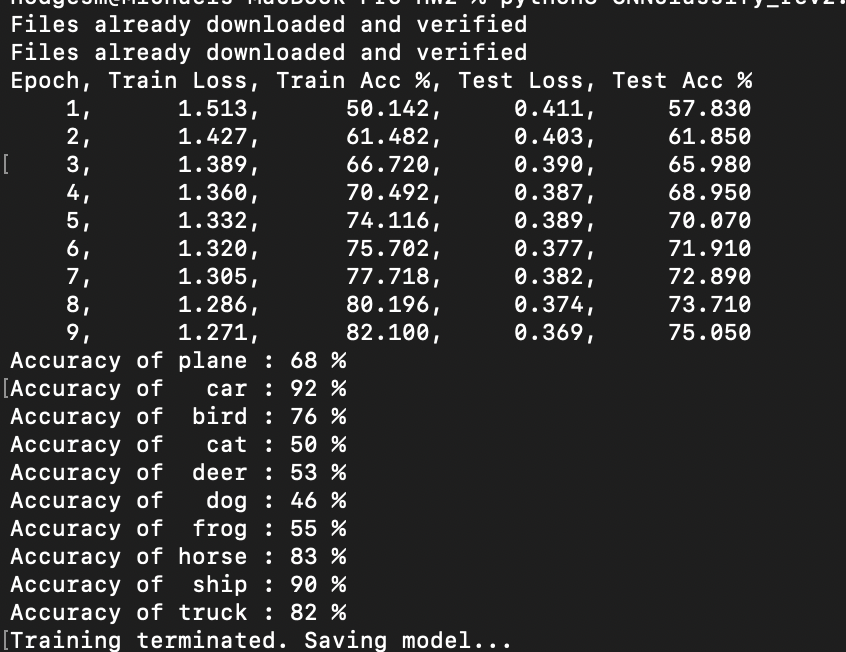 Files already downloaded and verified
Files already downloaded and verified
Epoch, Train Loss, Train Acc %, Test Loss, Test Acc %
1, 1.513, 50.142, 0.411, 57.830
2, 1.427, 61.482, 0.403, 61.850
[ 3, 1.389, 66.720, 0.390, 65.980
4, 1.360, 70.492, 0.387, 68.950
5, 1.332, 74.116, 0.389, 70.070
6, 1.320, 75.702, 0.377, 71.910
7, 1.305, 77.718, 0.382, 72.890
8, 1.286, 80.196, 0.374, 73.710
9, 1.271, 82.100, 0.369, 75.050
Accuracy of plane : 68 %
[Accuracy of car : 92 %
Accuracy of bird : 76 %
Accuracy of cat : 50 %
Accuracy of deer : 53 %
Accuracy of dog : 46 %
Accuracy of frog : 55 %
Accuracy of horse : 83 %
Accuracy of ship : 90 %
Accuracy of truck : 82 %
[Training terminated. Saving model...